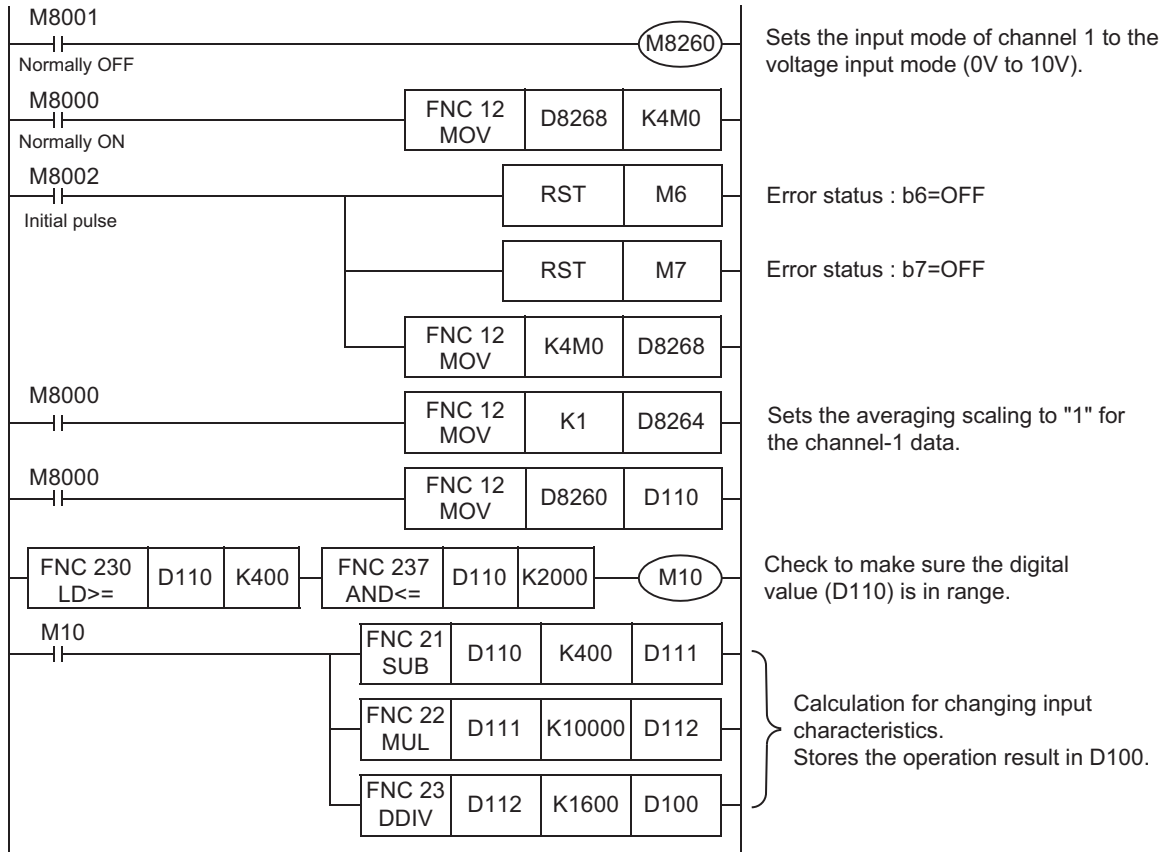 M8001
M8260
Normally OFF
Sets the input mode of channel 1 to the
voltage input mode (0V to 10V).
M8000
FNC 12
MOV
D8268
K4M0
Normally ON
M8002
Initial pulse
RST
M6
Error status : b6=OFF
RST
M7
Error status : b7=OFF
FNC 12
MOV
K4M0
D8268
M8000
FNC 12
MOV
K1
D8264
Sets the averaging scaling to "1" for
the channel-1 data.
M8000
FNC 12
MOV
D8260
D110
FNC 230
LD>=
D110
K400
FNC 237
AND<=
D110
K2000
M10
Check to make sure the digital
value (D110) is in range.
M10
FNC 21
SUB
D110
K400
D111
FNC 22
MUL
D111
K10000
D112
FNC 23
DDIV
D112
K1600
D100
Calculation for changing input
characteristics.
Stores the operation result in D100.